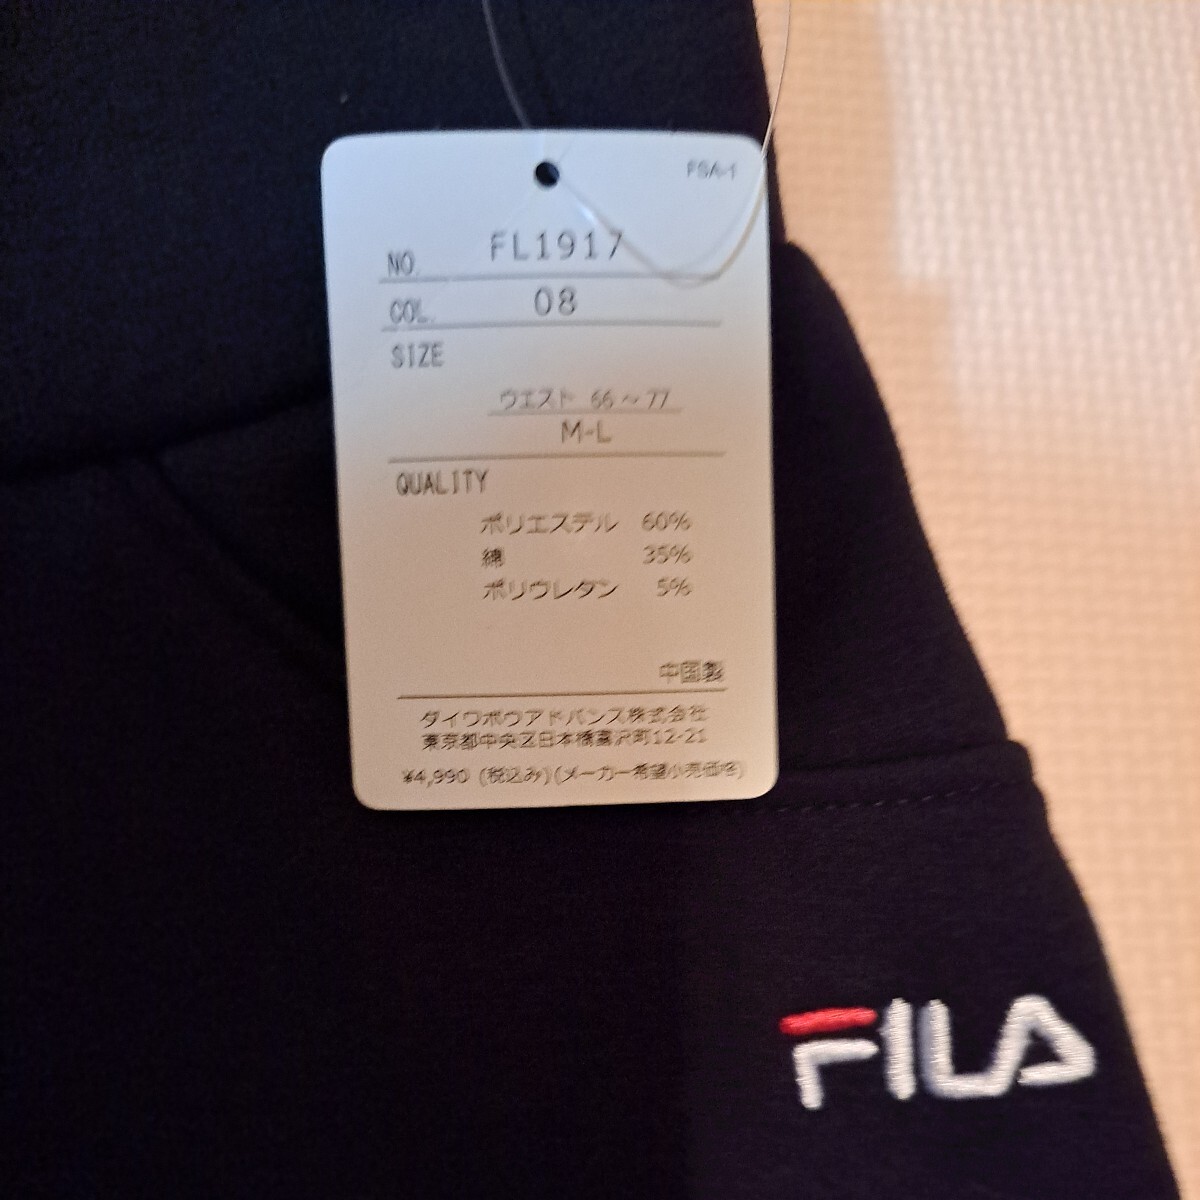 FSA-1
NO. FL1917
COL. 08
SIZE
ウエスト 66～77
M-L
QUALITY
ポリエステル 60%
綿 35%
ポリウレタン 5%
中国製
ダイワボウアドバンス株式会社
東京都中央区日本橋富沢町12-21
¥4,990 (税込み)(メーカー希望小売価格)
FILA